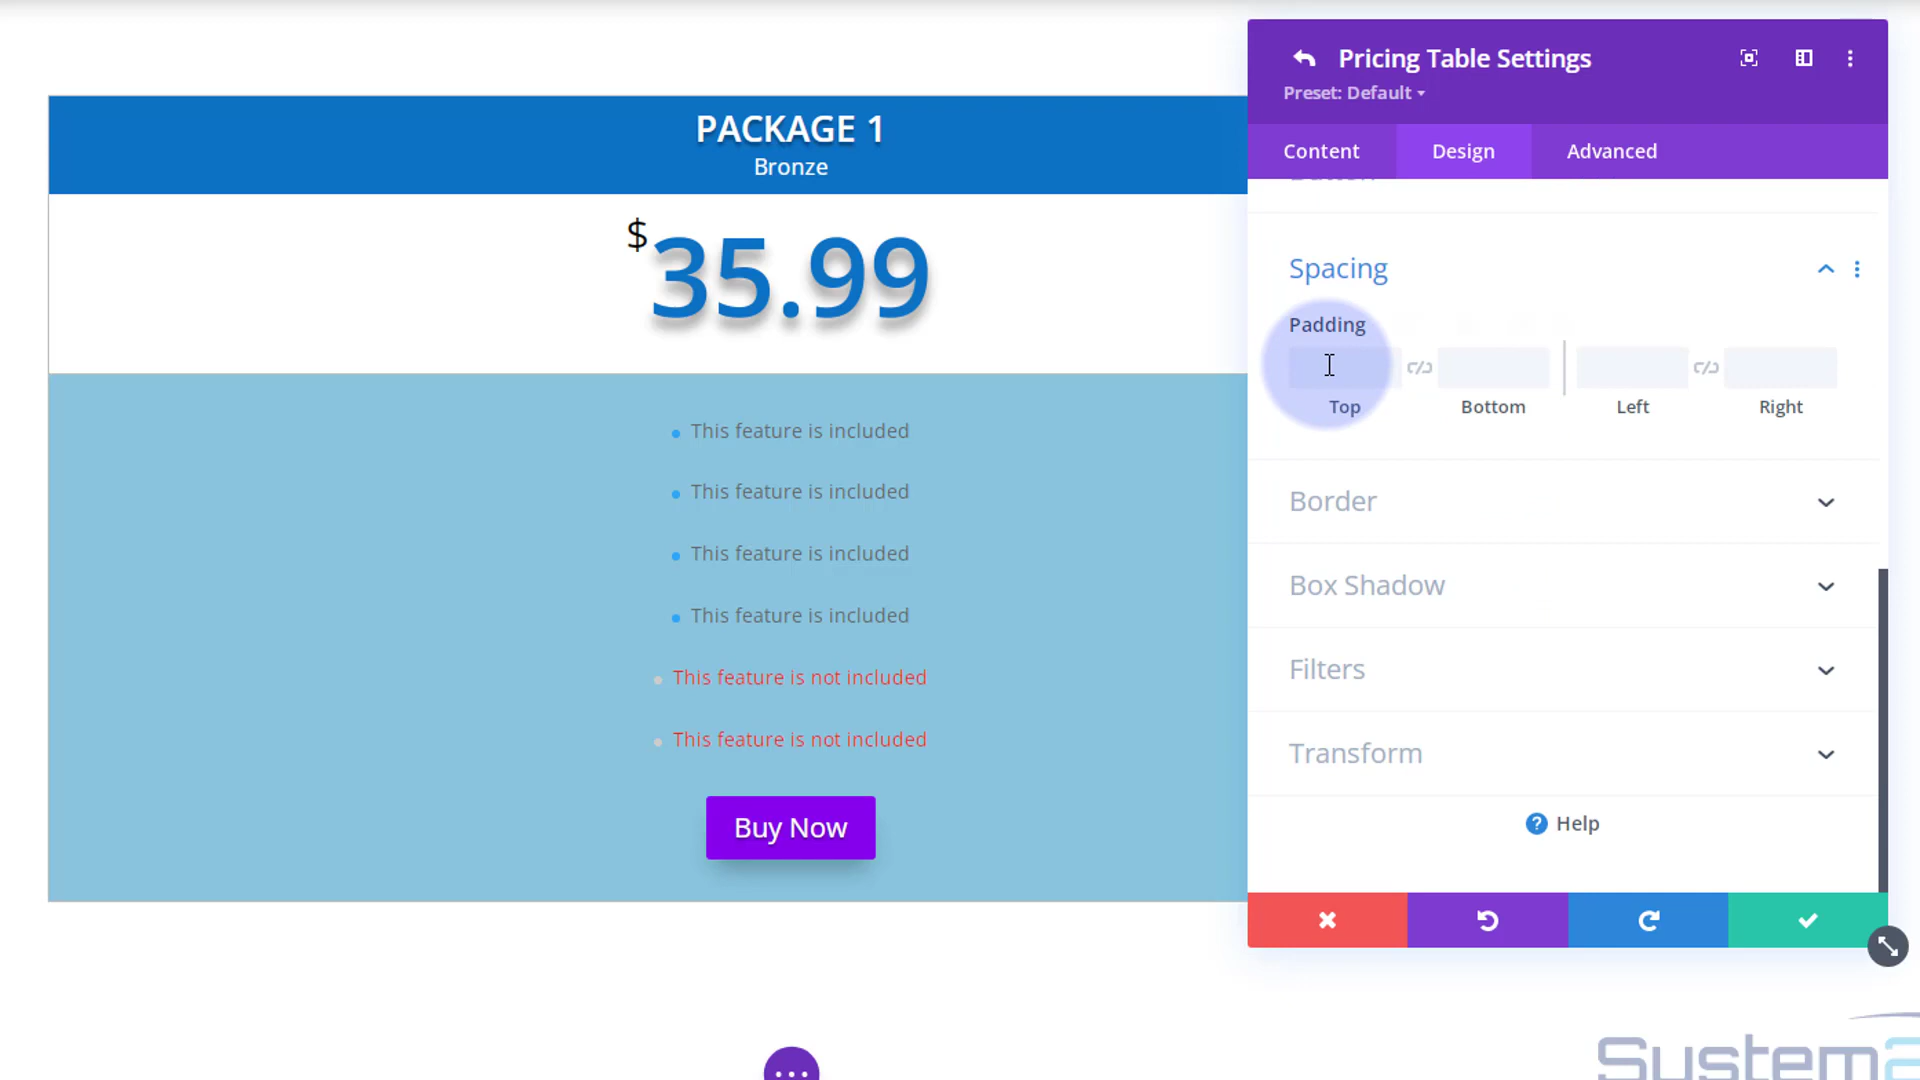 PACKAGE 1
Bronze
$35.99
This feature is included
This feature is included
This feature is included
This feature is included
This feature is not included
This feature is not included
Buy Now
Pricing Table Settings
Preset: Default
Content Design Advanced
Button
Spacing
Padding
Top Bottom Left Right
Border
Box Shadow
Filters
Transform
? Help
System2